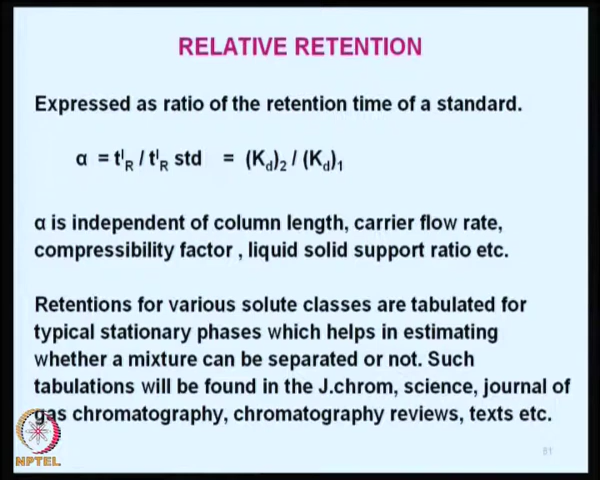 RELATIVE RETENTION
Expressed as ratio of the retention time of a standard.
α = t'R / t'R std = (Kd)2 / (Kd)1
α is independent of column length, carrier flow rate,
compressibility factor , liquid solid support ratio etc.
Retentions for various solute classes are tabulated for
typical stationary phases which helps in estimating
whether a mixture can be separated or not. Such
tabulations will be found in the J.chrom, science, journal of
gas chromatography, chromatography reviews, texts etc.
NPTEL
61